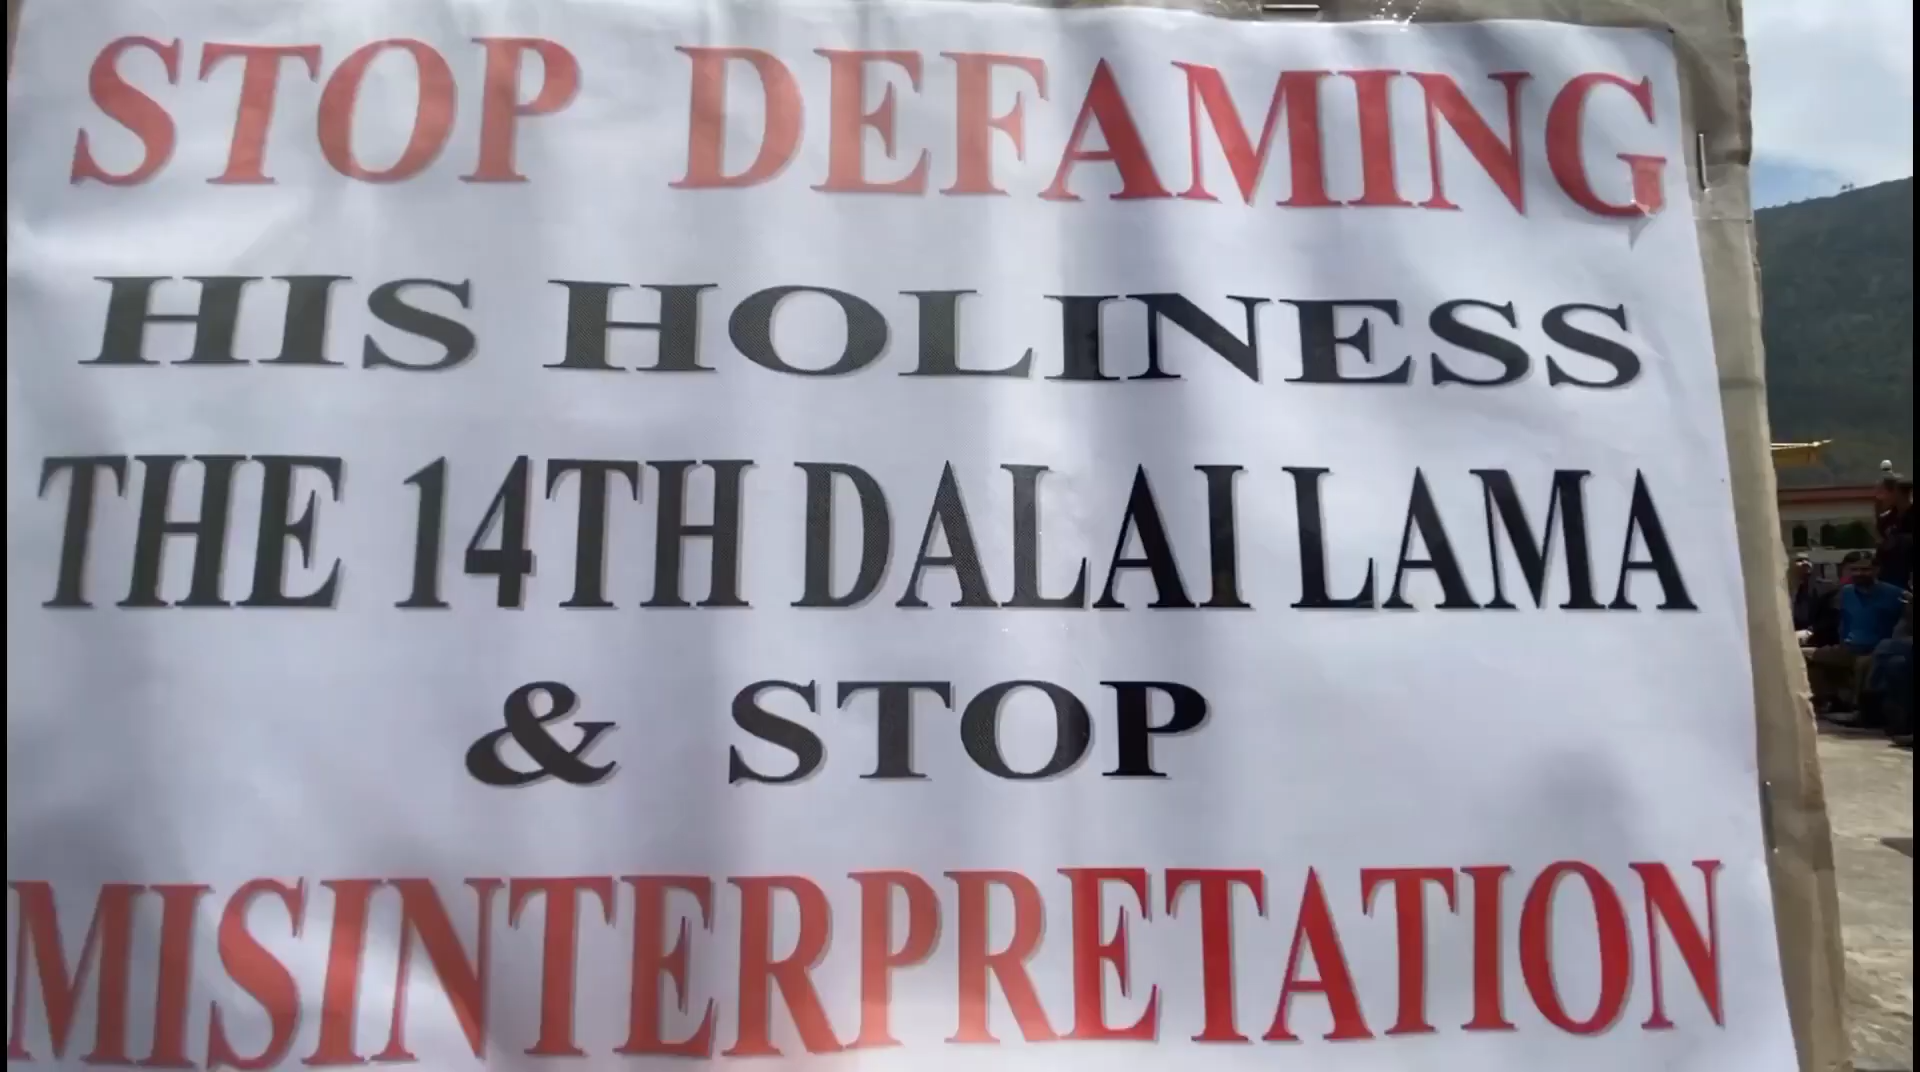 STOP DEFAMING
HIS HOLINESS
THE 14TH DALAI LAMA
& STOP
MISINTERPRETATION